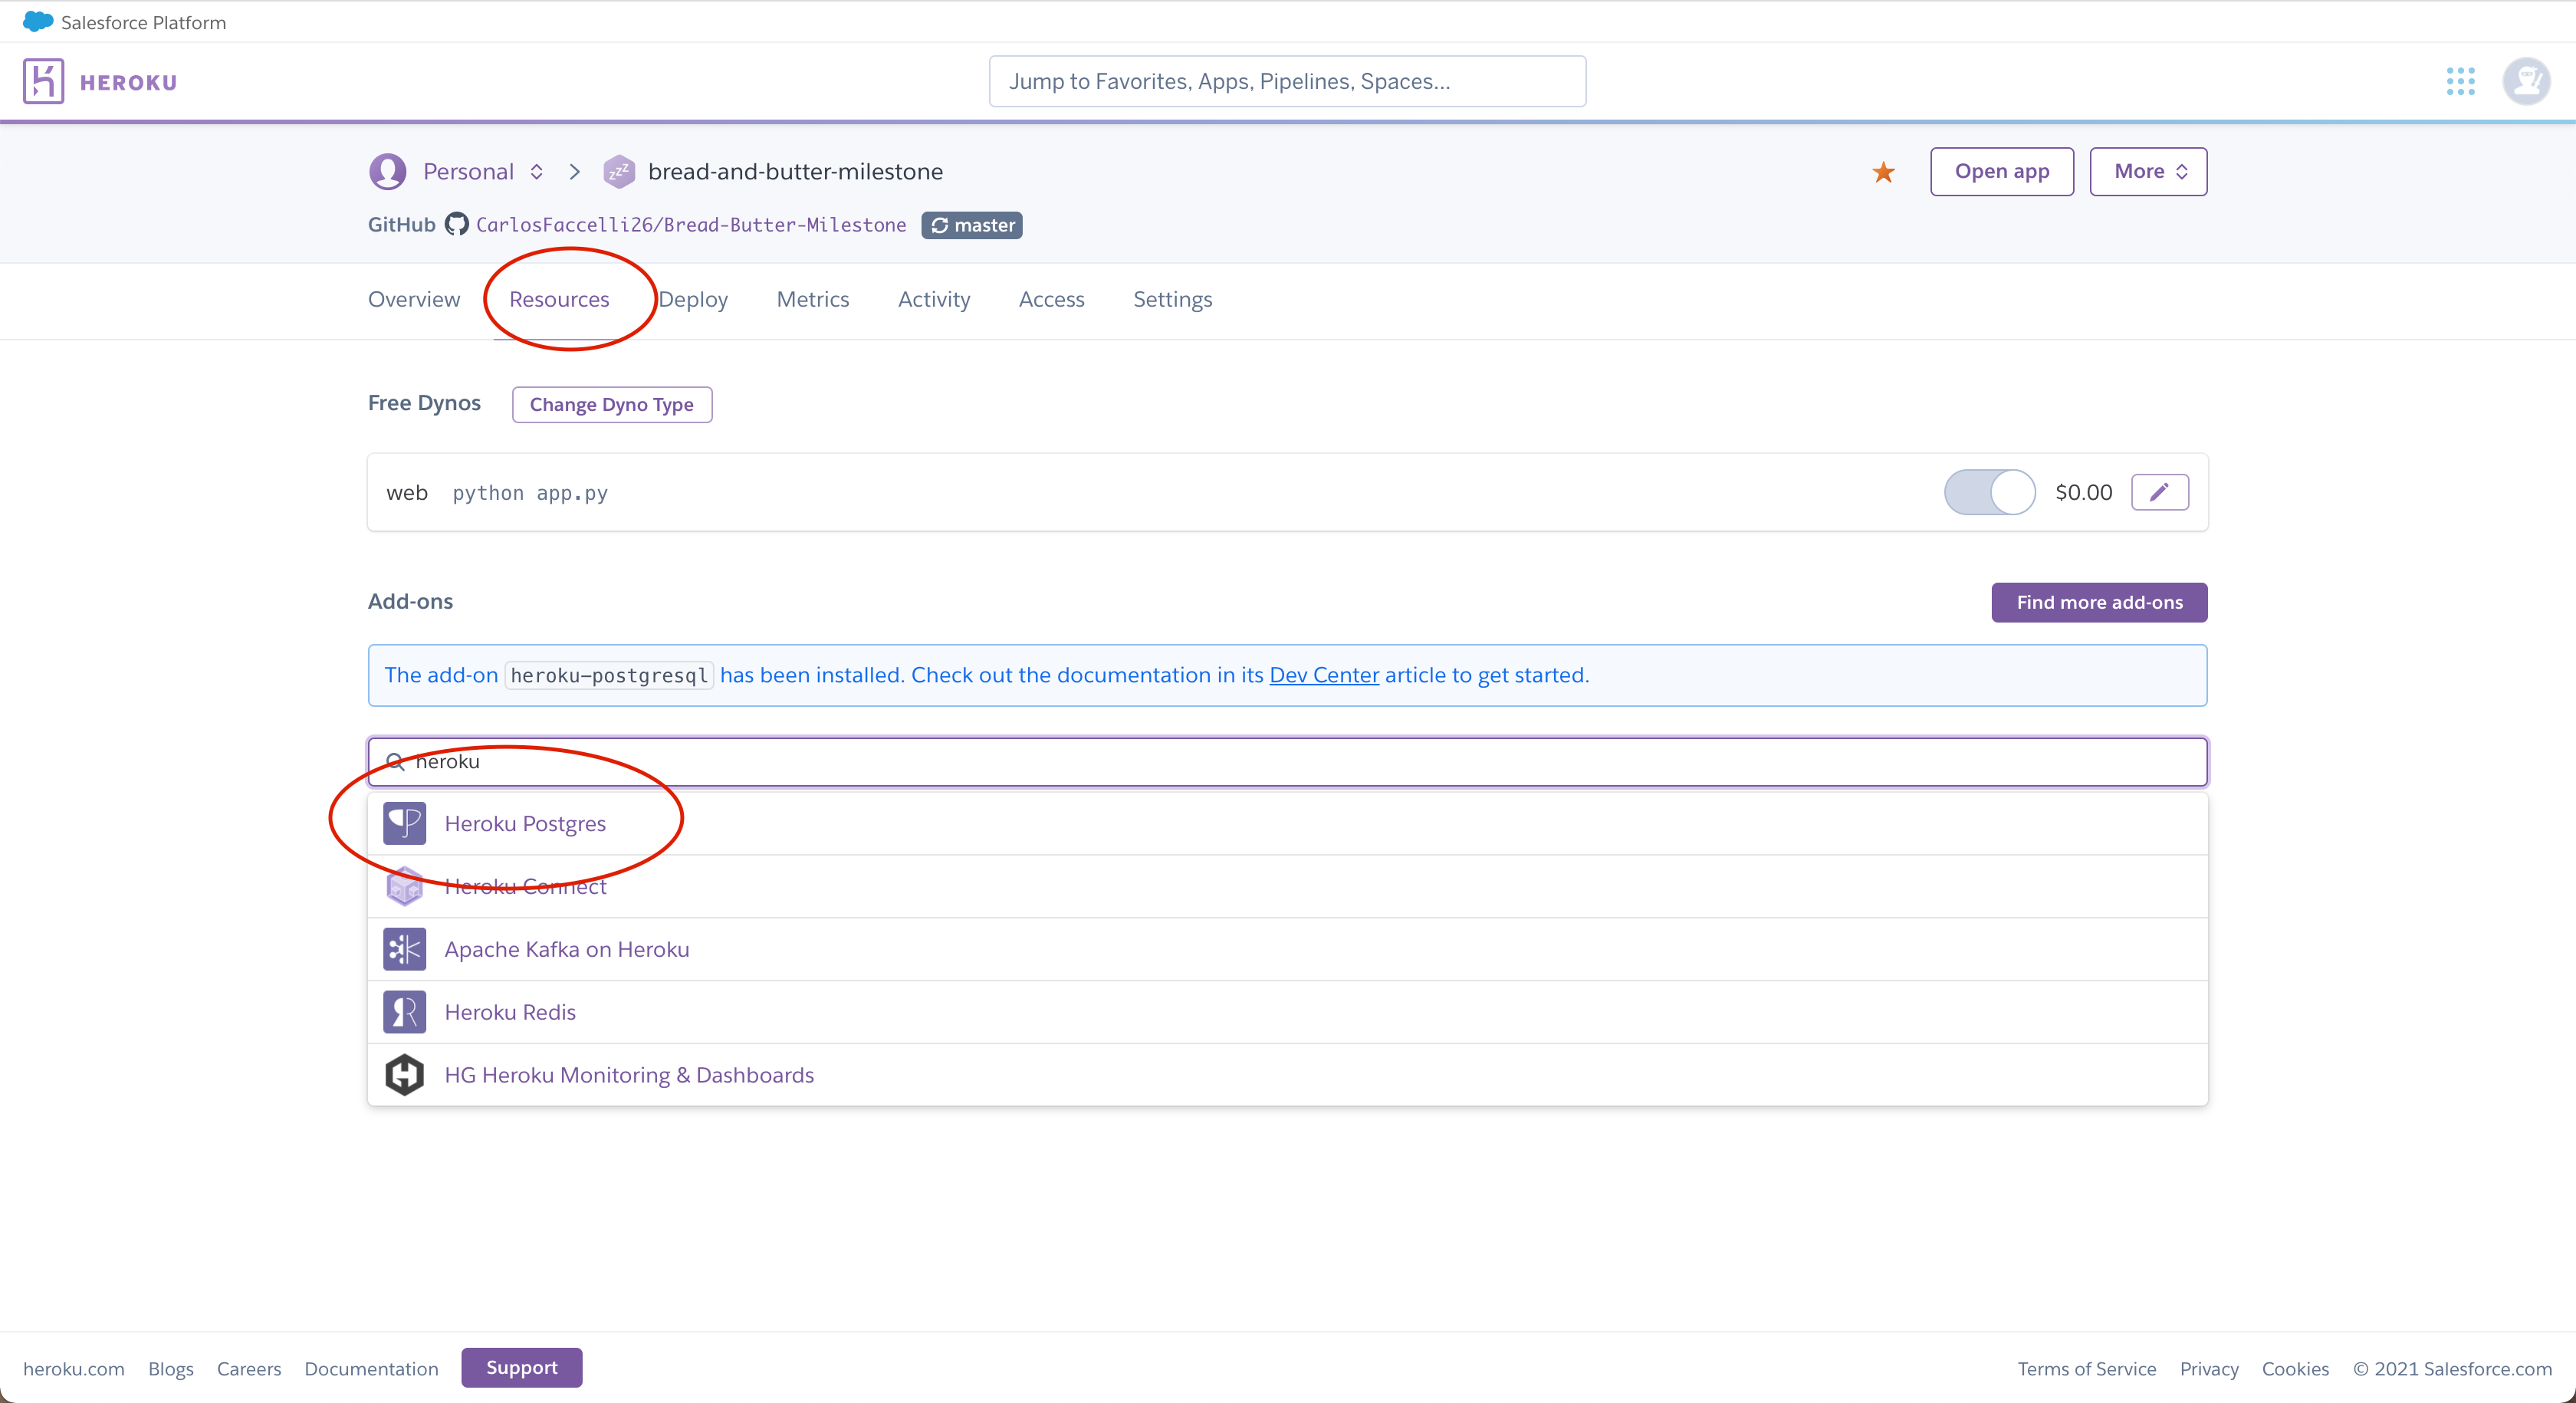 Salesforce Platform
HEROKU
Jump to Favorites, Apps, Pipelines, Spaces...
Personal > bread-and-butter-milestone
Open app
More
GitHub CarlosFaccelli26/Bread-Butter-Milestone master
Overview Resources Deploy Metrics Activity Access Settings
Free Dynos Change Dyno Type
web python app.py $0.00
Add-ons Find more add-ons
The add-on heroku-postgresql has been installed. Check out the documentation in its Dev Center article to get started.
heroku
Heroku Postgres
Heroku Connect
Apache Kafka on Heroku
Heroku Redis
HG Heroku Monitoring & Dashboards
heroku.com Blogs Careers Documentation Support Terms of Service Privacy Cookies © 2021 Salesforce.com